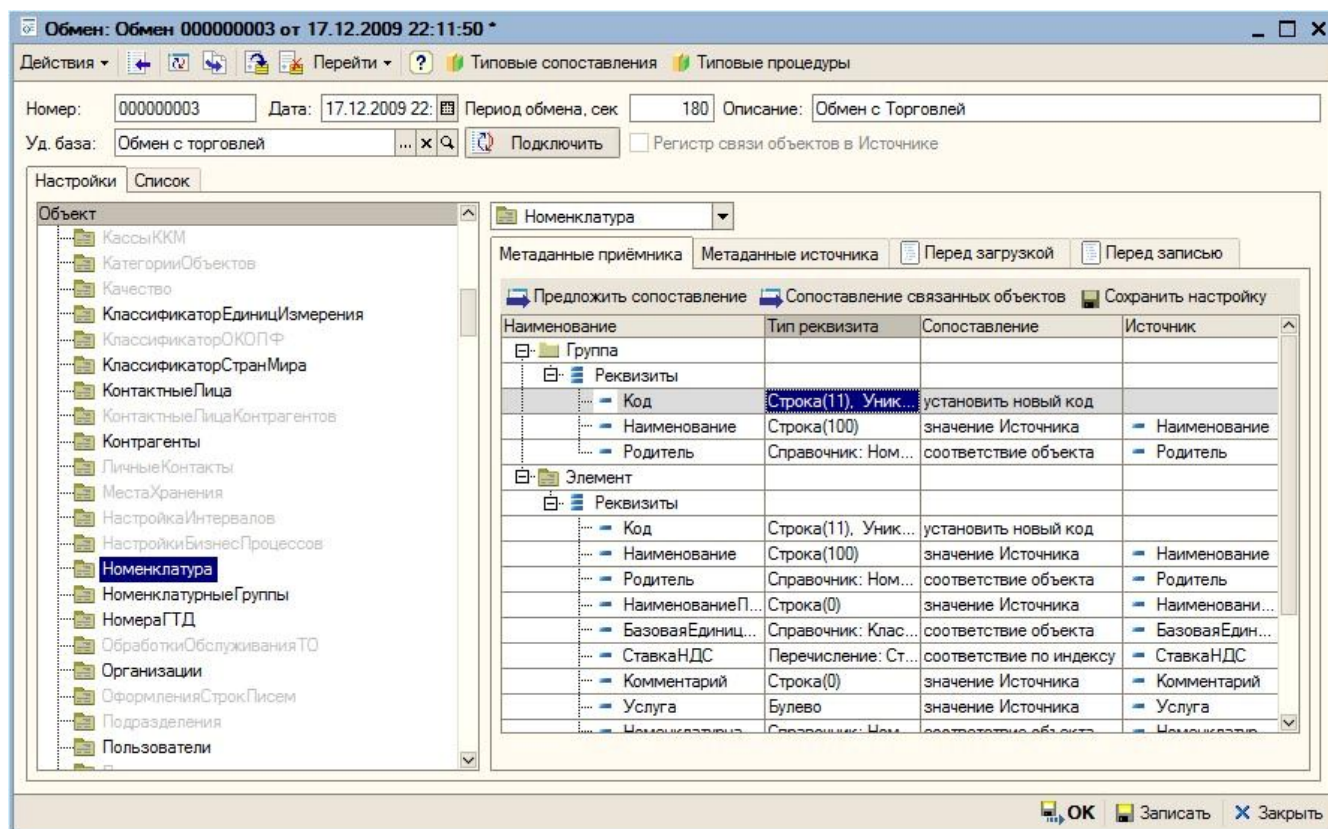 Обмен: Обмен 000000003 от 17.12.2009 22:11:50 *
Действия Перейти ? Типовые сопоставления Типовые процедуры
Номер: 000000003 Дата: 17.12.2009 22: Период обмена, сек 180 Описание: Обмен с Торговлей
Уд. база: Обмен с торговлей ... Подключить Регистр связи объектов в Источнике
Настройки Список
Объект
КассыККМ
КатегорииОбъектов
Качество
КлассификаторЕдиницИзмерения
КлассификаторОКОПФ
КлассификаторСтранМира
КонтактныеЛица
КонтактныеЛицаКонтрагентов
Контрагенты
ЛичныеКонтакты
МестаХранения
НастройкаИнтервалов
НастройкиБизнесПроцессов
Номенклатура
НоменклатурныеГруппы
НомераГТД
ОбработкиОбслуживанияТО
Организации
ОформленияСтрокПисем
Подразделения
Пользователи
Номенклатура
Метаданные приёмника Метаданные источника Перед загрузкой Перед записью
Предложить сопоставление Сопоставление связанных объектов Сохранить настройку
Наименование Тип реквизита Сопоставление Источник
Группа
Реквизиты
Код Строка(11), Уник... установить новый код
Наименование Строка(100) значение Источника Наименование
Родитель Справочник: Ном... соответствие объекта Родитель
Элемент
Реквизиты
Код Строка(11), Уник... установить новый код
Наименование Строка(100) значение Источника Наименование
Родитель Справочник: Ном... соответствие объекта Родитель
НаименованиеП... Строка(0) значение Источника Наименовани...
БазоваяЕдиниц... Справочник: Клас... соответствие объекта БазоваяЕдин...
СтавкаНДС Перечисление: Ст... соответствие по индексу СтавкаНДС
Комментарий Строка(0) значение Источника Комментарий
Услуга Булево значение Источника Услуга
OK Записать Закрыть